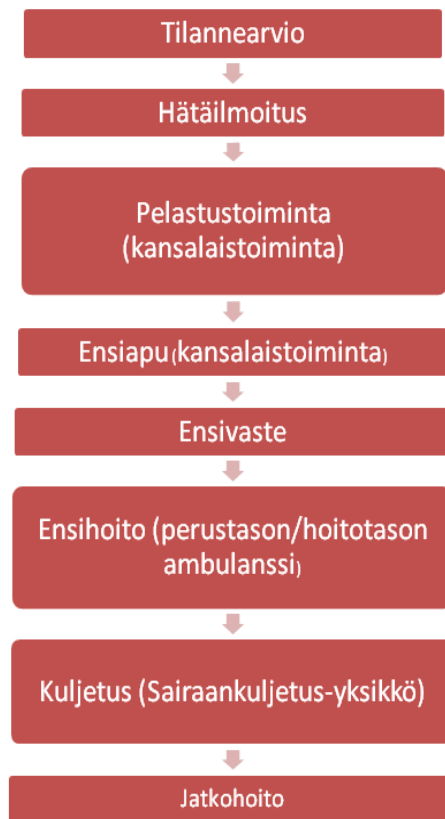 Tilannearvio
Hätäilmoitus
Pelastustoiminta
(kansalaistoiminta)
Ensiapu (kansalaistoiminta)
Ensivaste
Ensihoito (perustason/hoitotason
ambulanssi)
Kuljetus (Sairaankuljetus-yksikkö)
Jatkohoito